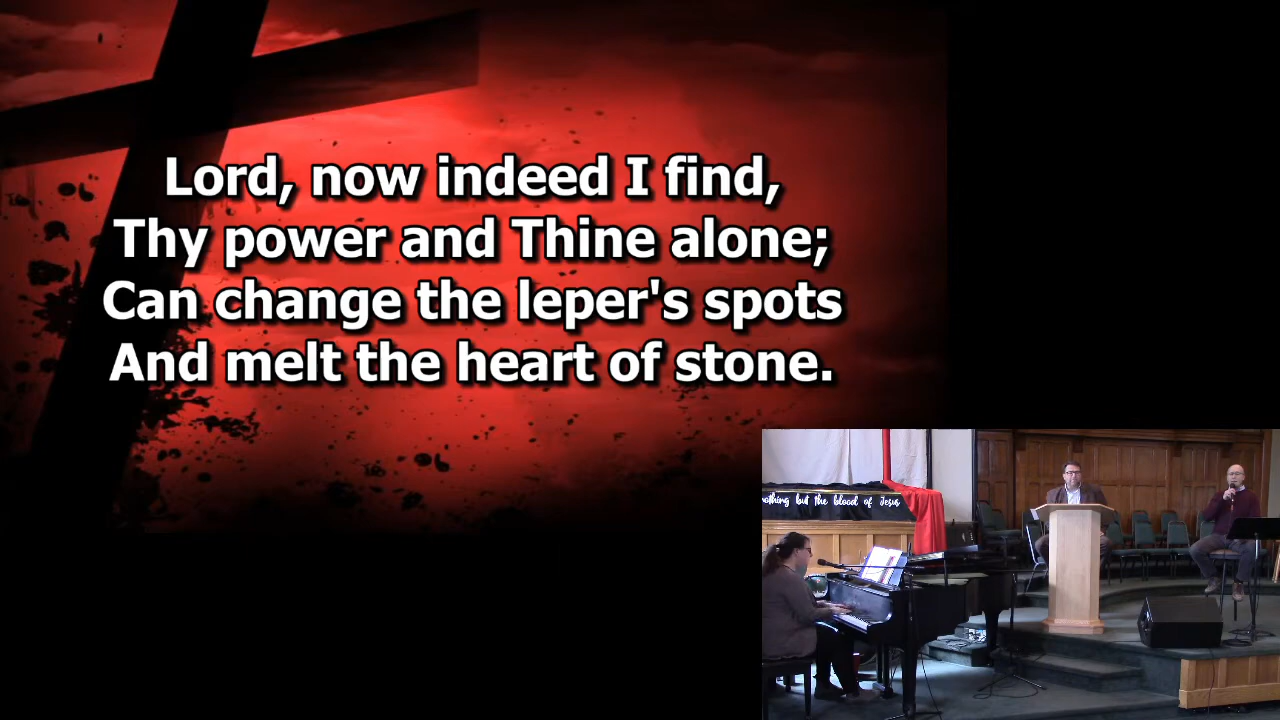 Lord, now indeed I find,
Thy power and Thine alone;
Can change the leper's spots
And melt the heart of stone.
nothing but the blood of Jesus